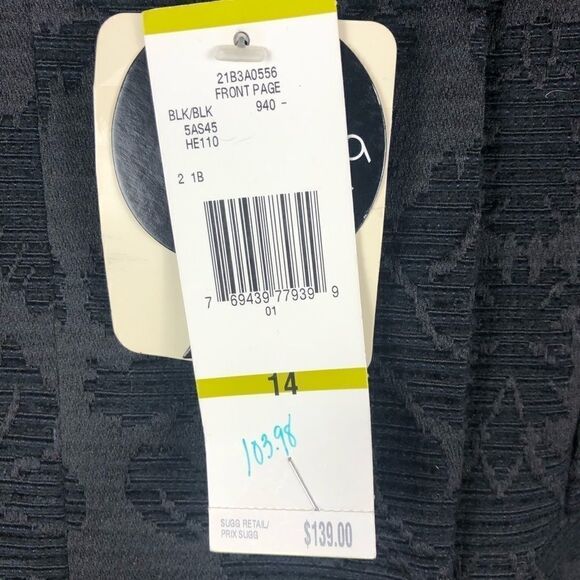 21B3A0556
FRONT PAGE
BLK/BLK 940 -
5AS45
HE110
2 1B
7 69439 77939 9
01
14
103.98
SUGG RETAIL/
PRIX SUGG $139.00